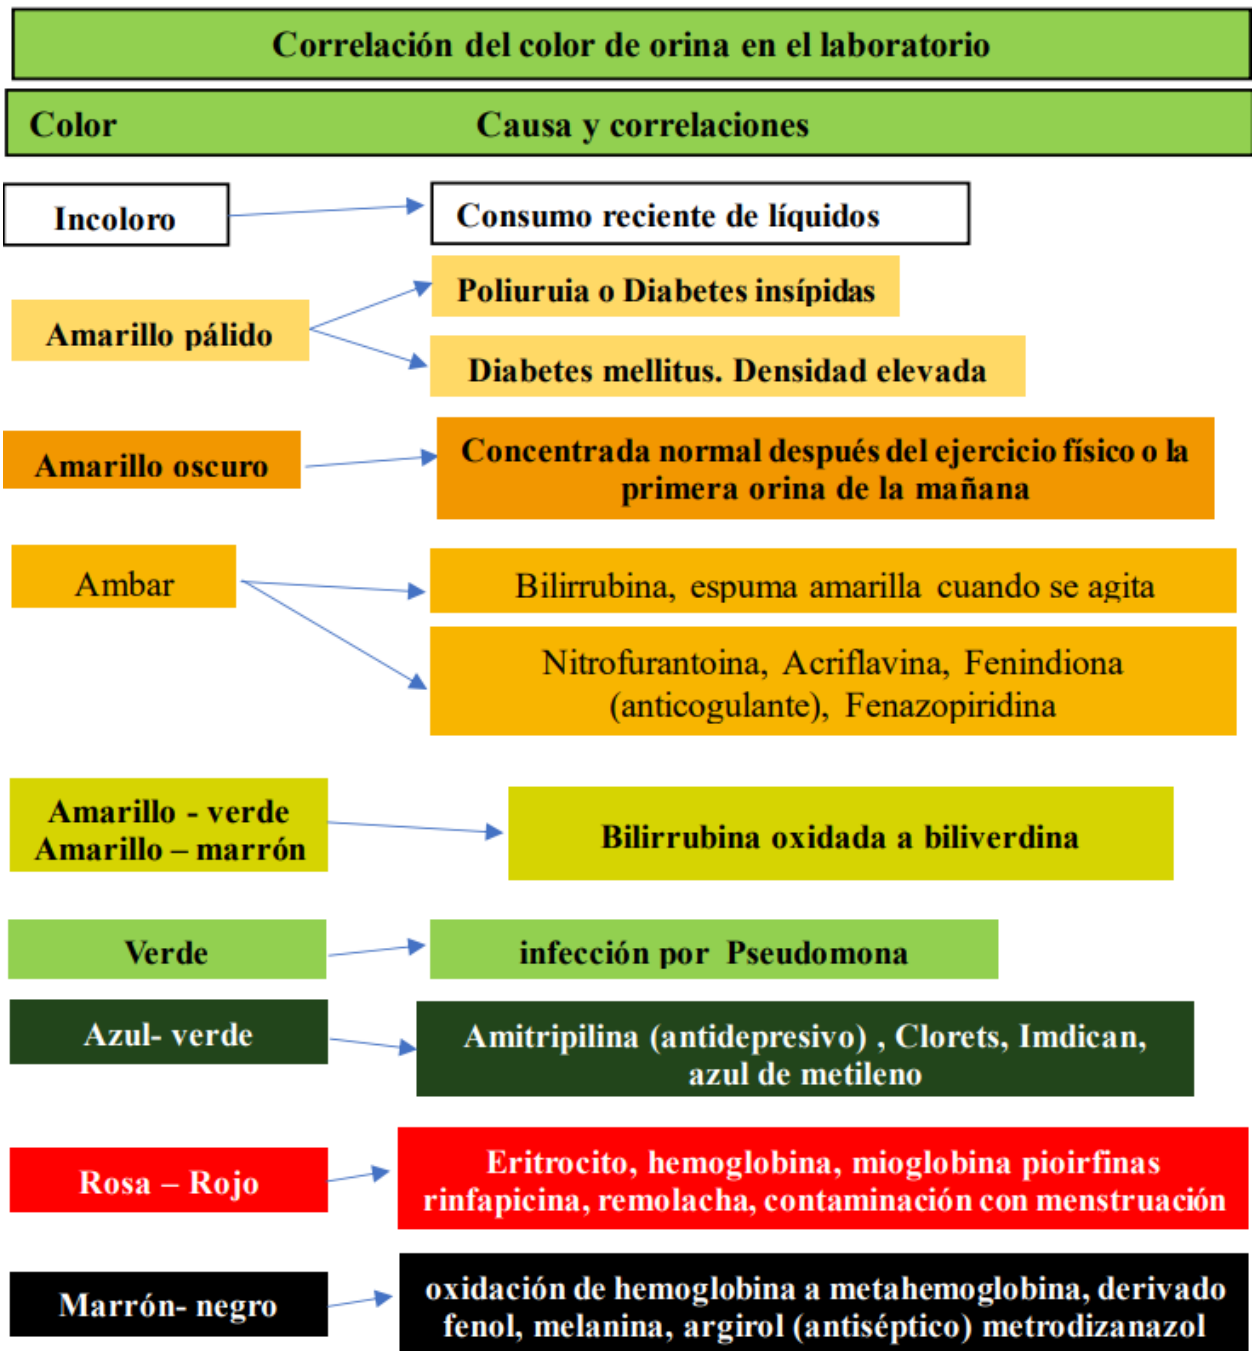 Correlación del color de orina en el laboratorio
Color Causa y correlaciones
Incoloro
Consumo reciente de líquidos
Amarillo pálido
Poliuruia o Diabetes insípidas
Diabetes mellitus. Densidad elevada
Amarillo oscuro
Concentrada normal después del ejercicio físico o la
primera orina de la mañana
Ambar
Bilirrubina, espuma amarilla cuando se agita
Nitrofurantoina, Acriflavina, Fenindiona
(anticogulante), Fenazopiridina
Amarillo - verde
Amarillo – marrón
Bilirrubina oxidada a biliverdina
Verde
infección por Pseudomona
Azul- verde
Amitripilina (antidepresivo) , Clorets, Imdican,
azul de metileno
Rosa – Rojo
Eritrocito, hemoglobina, mioglobina pioirfinas
rinfapicina, remolacha, contaminación con menstruación
Marrón- negro
oxidación de hemoglobina a metahemoglobina, derivado
fenol, melanina, argirol (antiséptico) metrodizanazol